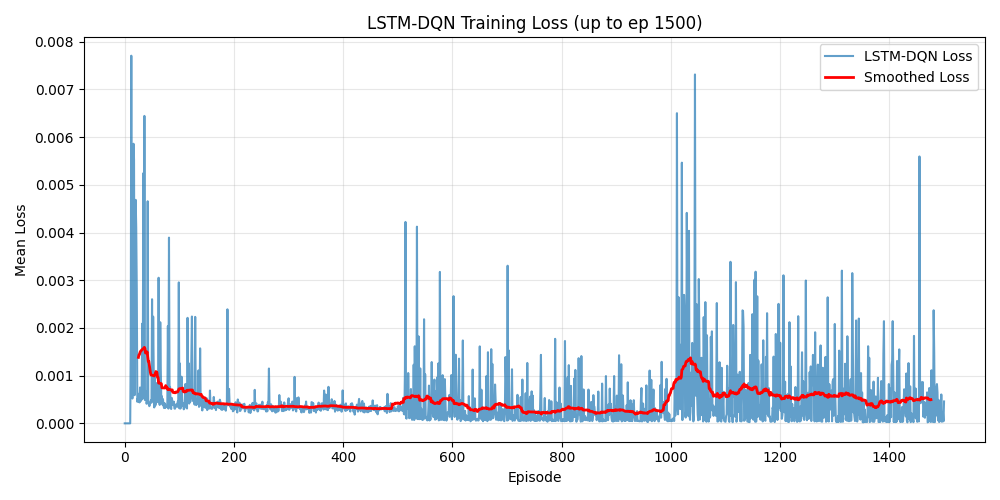 LSTM-DQN Training Loss (up to ep 1500)
LSTM-DQN Loss
Smoothed Loss
Mean Loss
0.008
0.007
0.006
0.005
0.004
0.003
0.002
0.001
0.000
0 200 400 600 800 1000 1200 1400
Episode